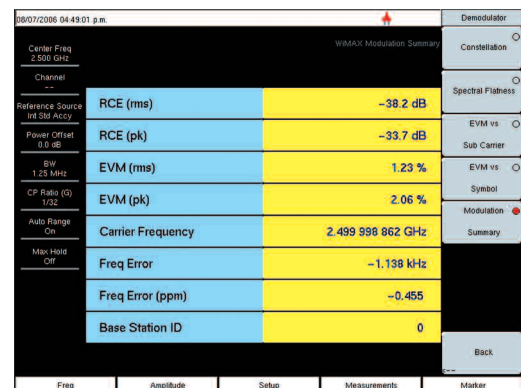 08/07/2006 04:49:01 p.m.
Demodulator
WiMAX Modulation Summary
Center Freq
2.500 GHz
Channel
--
Reference Source
Int Std Accy
Power Offset
0.0 dB
BW
1.25 MHz
CP Ratio (G)
1/32
Auto Range
On
Max Hold
Off
RCE (rms) -38.2 dB
RCE (pk) -33.7 dB
EVM (rms) 1.23 %
EVM (pk) 2.06 %
Carrier Frequency 2.499 998 862 GHz
Freq Error -1.138 kHz
Freq Error (ppm) -0.455
Base Station ID 0
Constellation
Spectral Flatness
EVM vs
Sub Carrier
EVM vs
Symbol
Modulation
Summary
Back
<--
Freq Amplitude Setup Measurements Marker